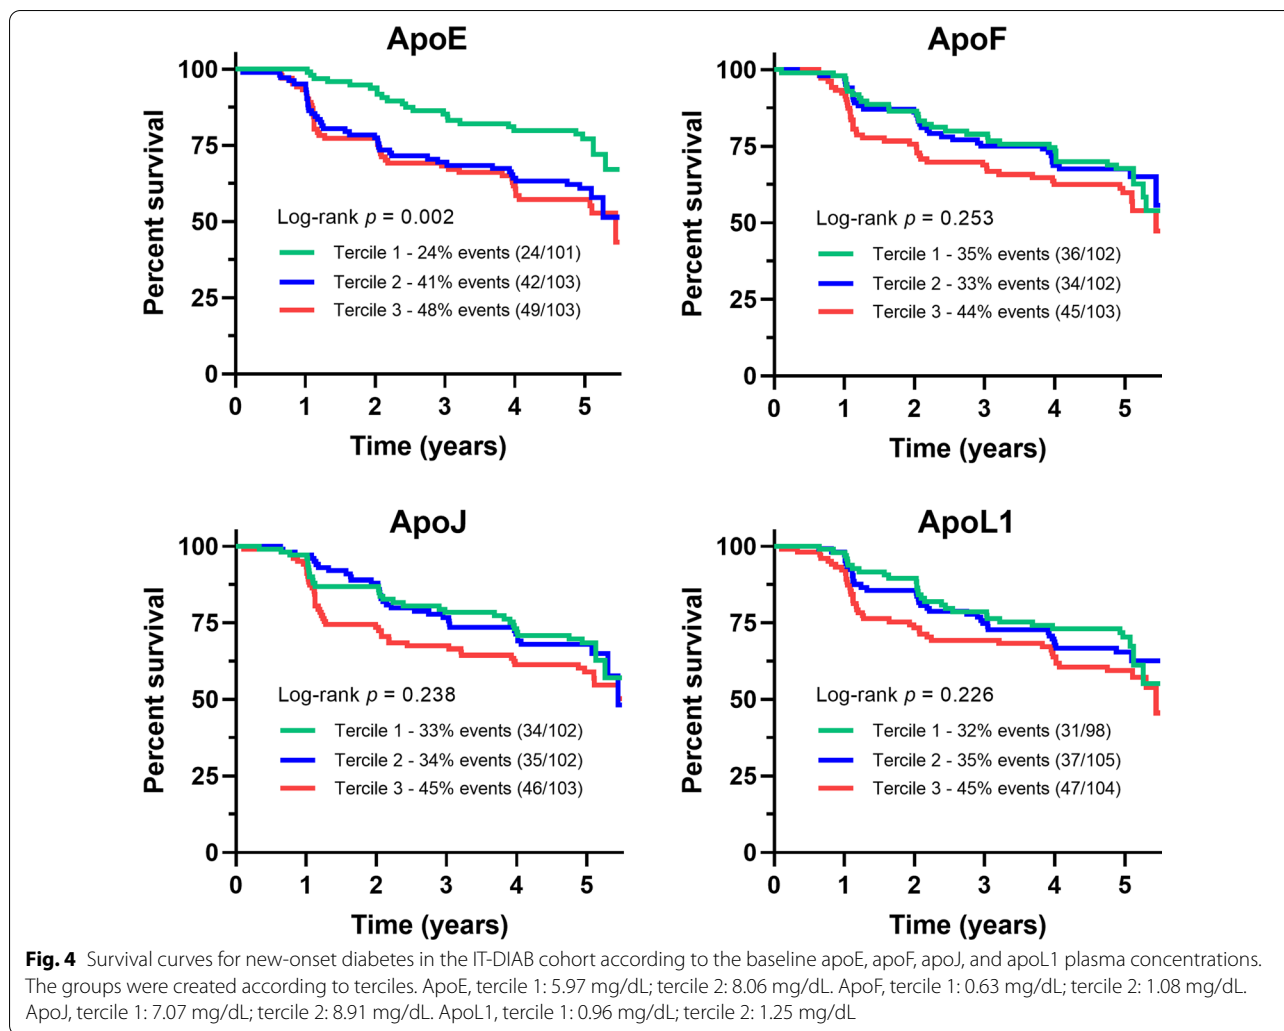 ApoE
100
75
50
25
0
Percent survival
Log-rank p = 0.002
Tercile 1 - 24% events (24/101)
Tercile 2 - 41% events (42/103)
Tercile 3 - 48% events (49/103)
0 1 2 3 4 5
Time (years)
ApoF
100
75
50
25
0
Percent survival
Log-rank p = 0.253
Tercile 1 - 35% events (36/102)
Tercile 2 - 33% events (34/102)
Tercile 3 - 44% events (45/103)
0 1 2 3 4 5
Time (years)
ApoJ
100
75
50
25
0
Percent survival
Log-rank p = 0.238
Tercile 1 - 33% events (34/102)
Tercile 2 - 34% events (35/102)
Tercile 3 - 45% events (46/103)
0 1 2 3 4 5
Time (years)
ApoL1
100
75
50
25
0
Percent survival
Log-rank p = 0.226
Tercile 1 - 32% events (31/98)
Tercile 2 - 35% events (37/105)
Tercile 3 - 45% events (47/104)
0 1 2 3 4 5
Time (years)
Fig. 4 Survival curves for new-onset diabetes in the IT-DIAB cohort according to the baseline apoE, apoF, apoJ, and apoL1 plasma concentrations.
The groups were created according to terciles. ApoE, tercile 1: 5.97 mg/dL; tercile 2: 8.06 mg/dL. ApoF, tercile 1: 0.63 mg/dL; tercile 2: 1.08 mg/dL.
ApoJ, tercile 1: 7.07 mg/dL; tercile 2: 8.91 mg/dL. ApoL1, tercile 1: 0.96 mg/dL; tercile 2: 1.25 mg/dL